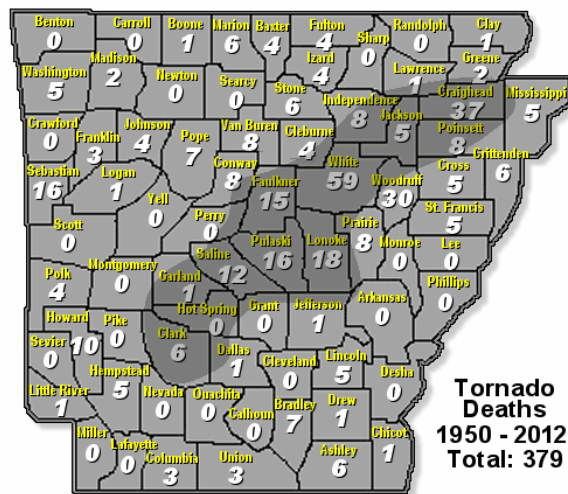 Benton
0
Carroll
0
Boone
1
Marion
6
Baxter
4
Fulton
4
Sharp
0
Randolph
0
Clay
1
Washington
5
Madison
2
Newton
0
Searcy
0
Stone
6
Izard
4
Lawrence
1
Greene
2
Independence
8
Jackson
5
Craighead
37
Mississippi
5
Poinsett
8
Crawford
0
Franklin
3
Johnson
4
Pope
7
Van Buren
8
Cleburne
4
Sebastian
16
Logan
1
Conway
8
Faulkner
15
White
59
Woodruff
30
Cross
5
Crittenden
6
St. Francis
5
Yell
0
Perry
0
Scott
0
Saline
12
Pulaski
16
Lonoke
18
Prairie
8
Monroe
0
Lee
0
Phillips
0
Polk
4
Montgomery
0
Garland
1
Hot Spring
0
Grant
0
Jefferson
1
Arkansas
0
Howard
10
Pike
0
Clark
6
Dallas
1
Cleveland
0
Lincoln
5
Desha
0
Sevier
0
Little River
1
Hempstead
5
Nevada
0
Ouachita
0
Calhoun
0
Bradley
7
Drew
1
Chicot
1
Miller
0
Lafayette
0
Columbia
3
Union
3
Ashley
6
Tornado
Deaths
1950 - 2012
Total: 379